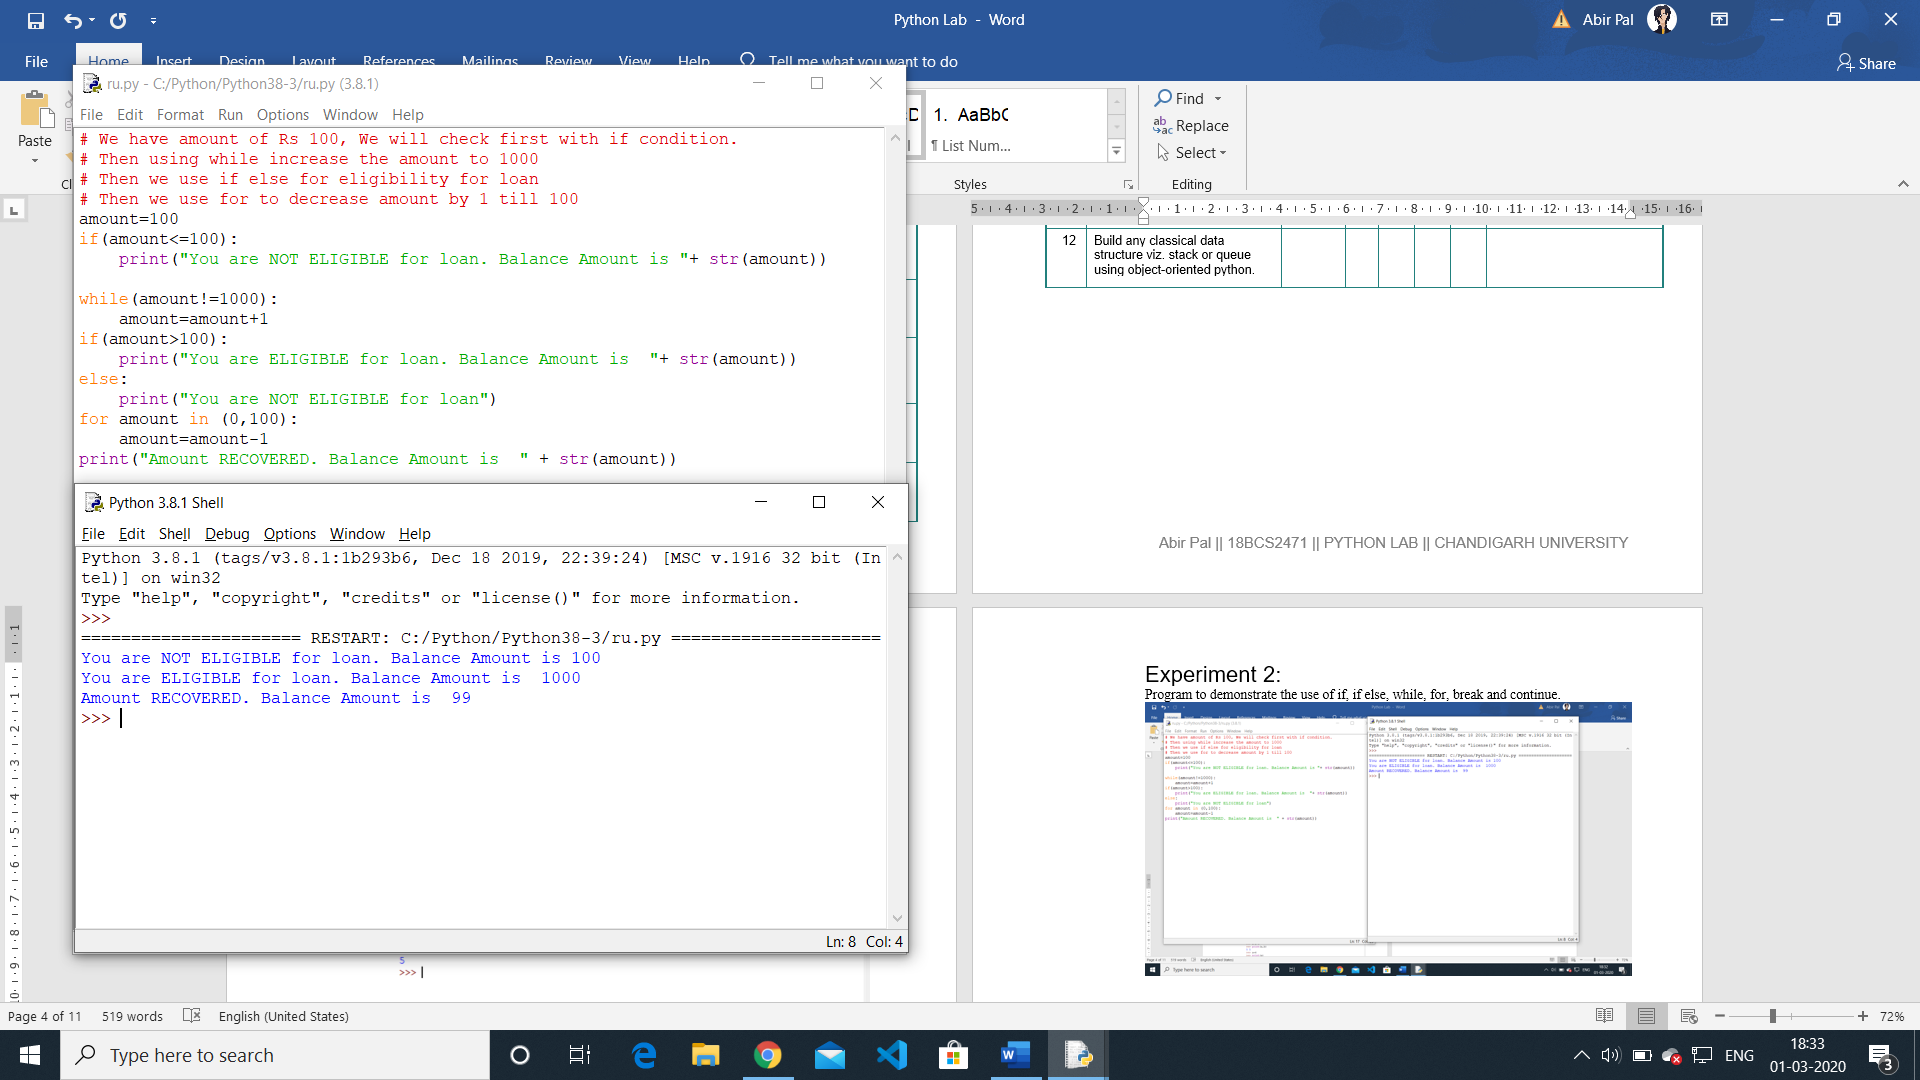 Python Lab - Word
Abir Pal
File Home Insert Design Layout References Mailings Review View Help Tell me what you want to do
Share
Paste
1. AaBbC
¶ List Num...
Styles
Find
Replace
Select
Editing
ru.py - C:/Python/Python38-3/ru.py (3.8.1)
File Edit Format Run Options Window Help
# We have amount of Rs 100, We will check first with if condition.
# Then using while increase the amount to 1000
# Then we use if else for eligibility for loan
# Then we use for to decrease amount by 1 till 100
amount=100
if(amount<=100):
    print("You are NOT ELIGIBLE for loan. Balance Amount is "+ str(amount))
while(amount!=1000):
    amount=amount+1
if(amount>100):
    print("You are ELIGIBLE for loan. Balance Amount is  "+ str(amount))
else:
    print("You are NOT ELIGIBLE for loan")
for amount in (0,100):
    amount=amount-1
print("Amount RECOVERED. Balance Amount is  " + str(amount))
Python 3.8.1 Shell
File Edit Shell Debug Options Window Help
Python 3.8.1 (tags/v3.8.1:1b293b6, Dec 18 2019, 22:39:24) [MSC v.1916 32 bit (In
tel)] on win32
Type "help", "copyright", "credits" or "license()" for more information.
>>>
====================== RESTART: C:/Python/Python38-3/ru.py =====================
You are NOT ELIGIBLE for loan. Balance Amount is 100
You are ELIGIBLE for loan. Balance Amount is  1000
Amount RECOVERED. Balance Amount is  99
>>>
Ln: 8 Col: 4
5
>>>
12 Build any classical data
structure viz. stack or queue
using object-oriented python.
Abir Pal || 18BCS2471 || PYTHON LAB || CHANDIGARH UNIVERSITY
Experiment 2:
Program to demonstrate the use of if, if else, while, for, break and continue.
Page 4 of 11 519 words English (United States)
72%
Type here to search
ENG
18:33
01-03-2020
3